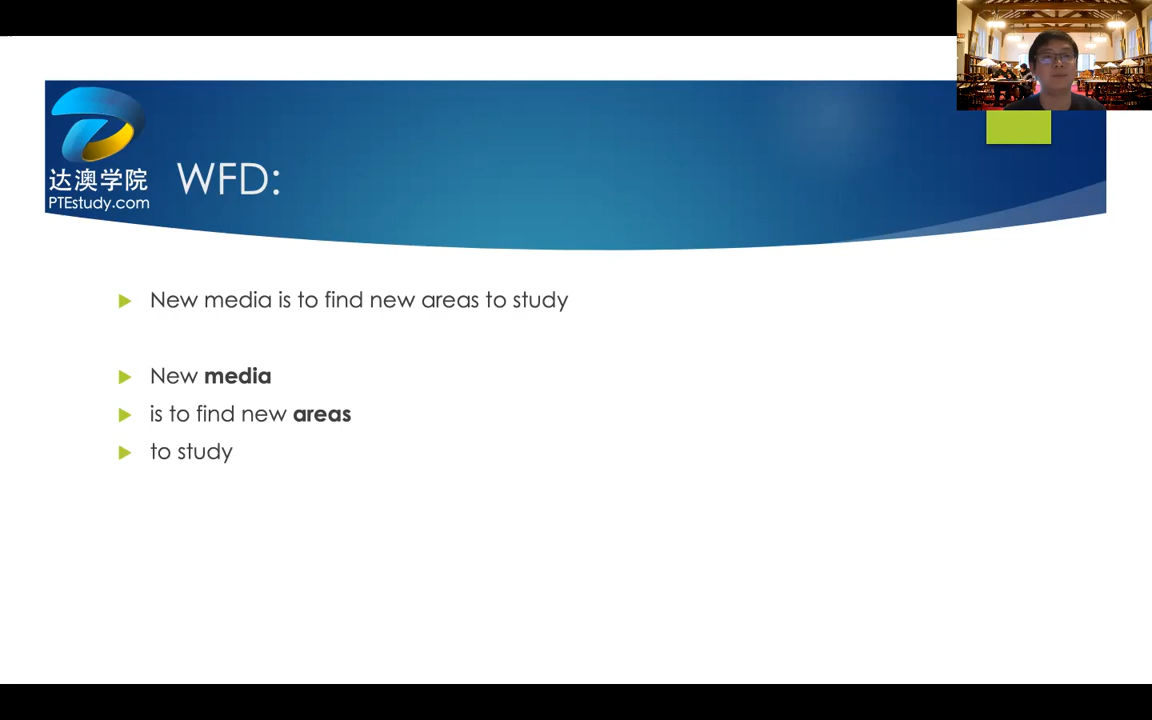 达澳学院
PTEstudy.com
WFD:
New media is to find new areas to study
New media
is to find new areas
to study